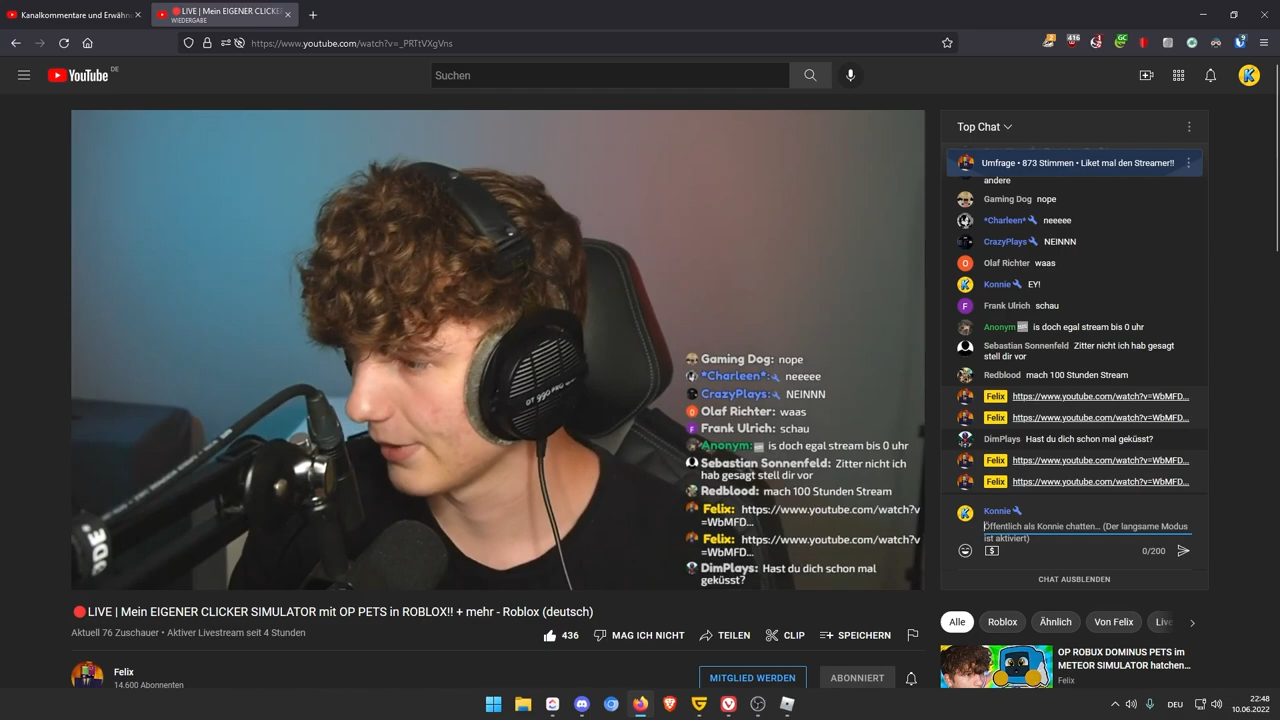 Kanalkommentare und Erwähn
🔴LIVE | Mein EIGENER CLICKE
WIEDERGABE
https://www.youtube.com/watch?v=_PRTtVXgVns
416
GC
YouTube DE
Suchen
Top Chat
Umfrage • 873 Stimmen • Liket mal den Streamer!!
andere
Gaming Dog nope
*Charleen* neeeee
CrazyPlays NEINNN
Olaf Richter waas
Konnie EY!
Frank Ulrich schau
Anonym is doch egal stream bis 0 uhr
Sebastian Sonnenfeld Zitter nicht ich hab gesagt
stell dir vor
Redblood mach 100 Stunden Stream
Felix https://www.youtube.com/watch?v=WbMFD...
Felix https://www.youtube.com/watch?v=WbMFD...
DimPlays Hast du dich schon mal geküsst?
Felix https://www.youtube.com/watch?v=WbMFD...
Felix https://www.youtube.com/watch?v=WbMFD...
Konnie
Öffentlich als Konnie chatten... (Der langsame Modus
ist aktiviert)
0/200
CHAT AUSBLENDEN
DT 990 PRO
Gaming Dog: nope
*Charleen*: neeeee
CrazyPlays: NEINNN
Olaf Richter: waas
Frank Ulrich: schau
Anonym: is doch egal stream bis 0 uhr
Sebastian Sonnenfeld: Zitter nicht ich
hab gesagt stell dir vor
Redblood: mach 100 Stunden Stream
Felix: https://www.youtube.com/watch?v
=WbMFD...
Felix: https://www.youtube.com/watch?v
=WbMFD...
DimPlays: Hast du dich schon mal
geküsst?
🔴LIVE | Mein EIGENER CLICKER SIMULATOR mit OP PETS in ROBLOX!! + mehr - Roblox (deutsch)
Aktuell 76 Zuschauer • Aktiver Livestream seit 4 Stunden
436 MAG ICH NICHT TEILEN CLIP SPEICHERN
Felix
14.600 Abonnenten
MITGLIED WERDEN ABONNIERT
Alle Roblox Ähnlich Von Felix Live
OP ROBUX DOMINUS PETS im
METEOR SIMULATOR hatchen...
Felix
DEU
22:48
10.06.2022